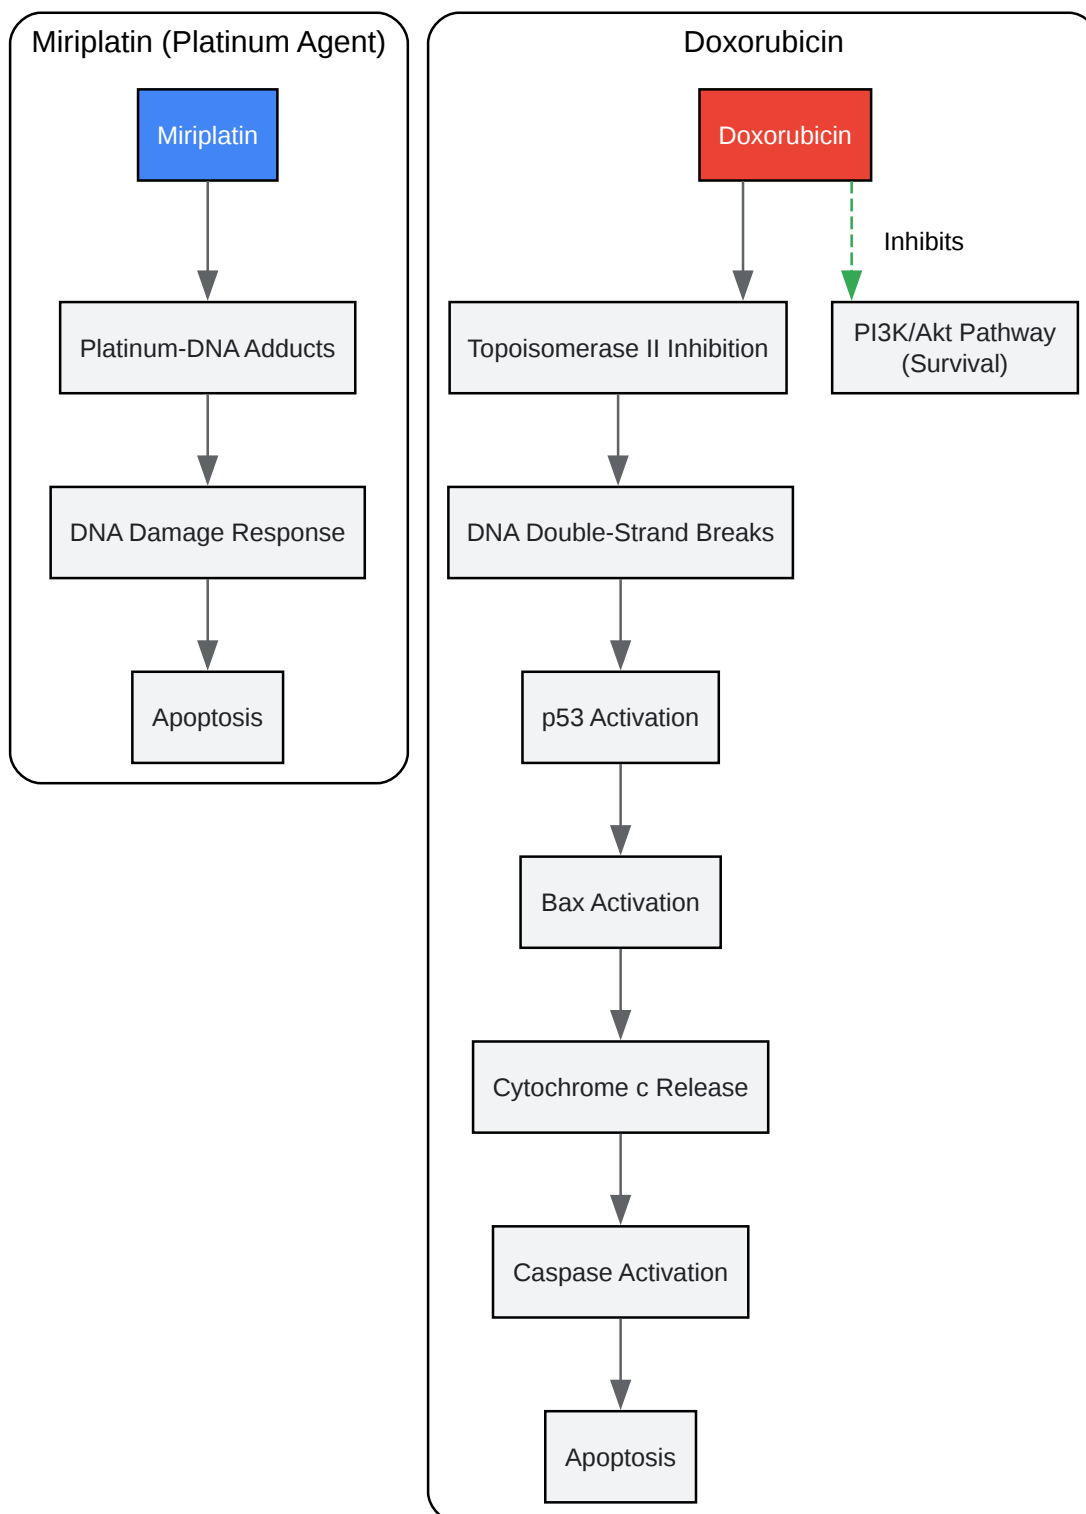 Miriplatin (Platinum Agent)
Miriplatin
Platinum-DNA Adducts
DNA Damage Response
Apoptosis
Doxorubicin
Doxorubicin
Inhibits
Topoisomerase II Inhibition
PI3K/Akt Pathway
(Survival)
DNA Double-Strand Breaks
p53 Activation
Bax Activation
Cytochrome c Release
Caspase Activation
Apoptosis